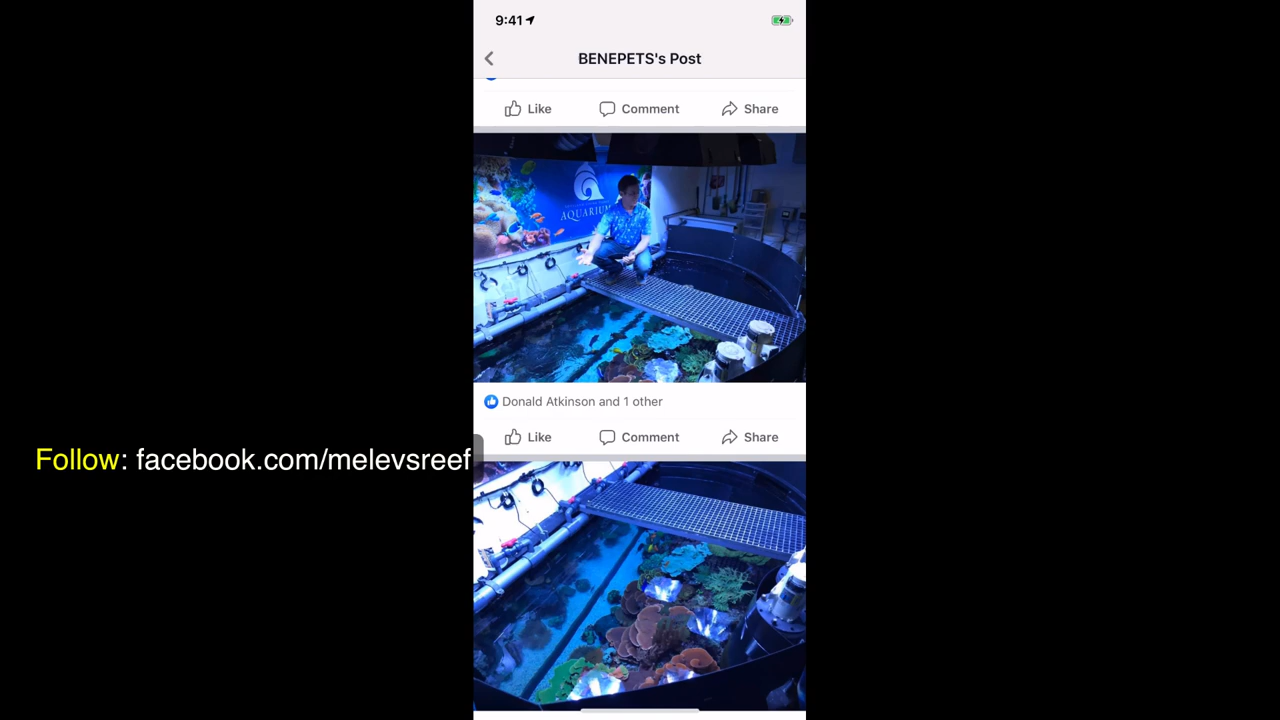 9:41
BENEPETS's Post
Like Comment Share
AQUARIUM
Donald Atkinson and 1 other
Like Comment Share
Follow: facebook.com/melevsreef